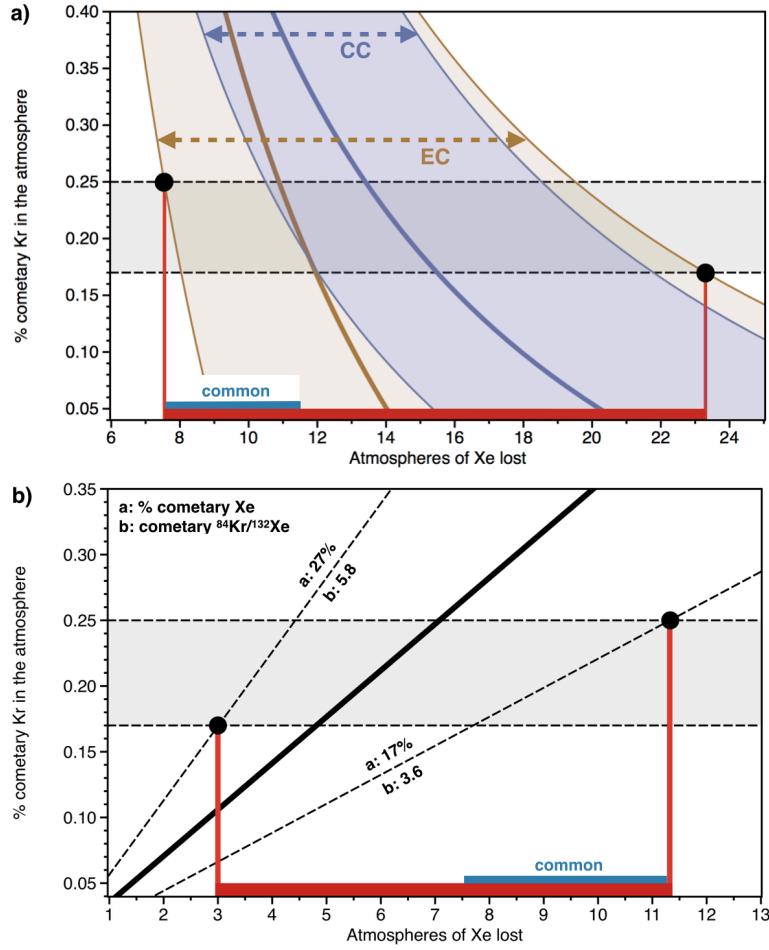 a)
% cometary Kr in the atmosphere
0.40
0.35
0.30
0.25
0.20
0.15
0.10
0.05
CC
EC
common
6 8 10 12 14 16 18 20 22 24
Atmospheres of Xe lost
b)
% cometary Kr in the atmosphere
0.35
0.30
0.25
0.20
0.15
0.10
0.05
a: % cometary Xe
b: cometary ⁸⁴Kr/¹³²Xe
a: 27%
b: 5.8
a: 17%
b: 3.6
common
1 2 3 4 5 6 7 8 9 10 11 12 13
Atmospheres of Xe lost